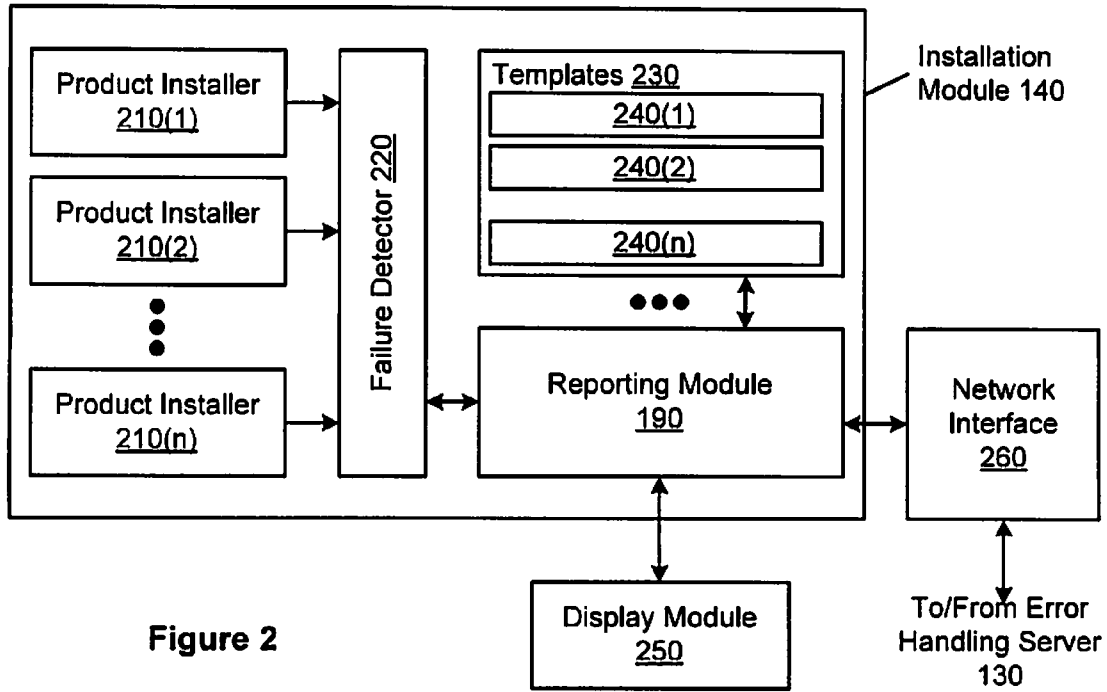 Product Installer
210(1)
Product Installer
210(2)
Product Installer
210(n)
Failure Detector 220
Templates 230
240(1)
240(2)
240(n)
Reporting Module
190
Installation
Module 140
Network
Interface
260
Display Module
250
To/From Error
Handling Server
130
Figure 2